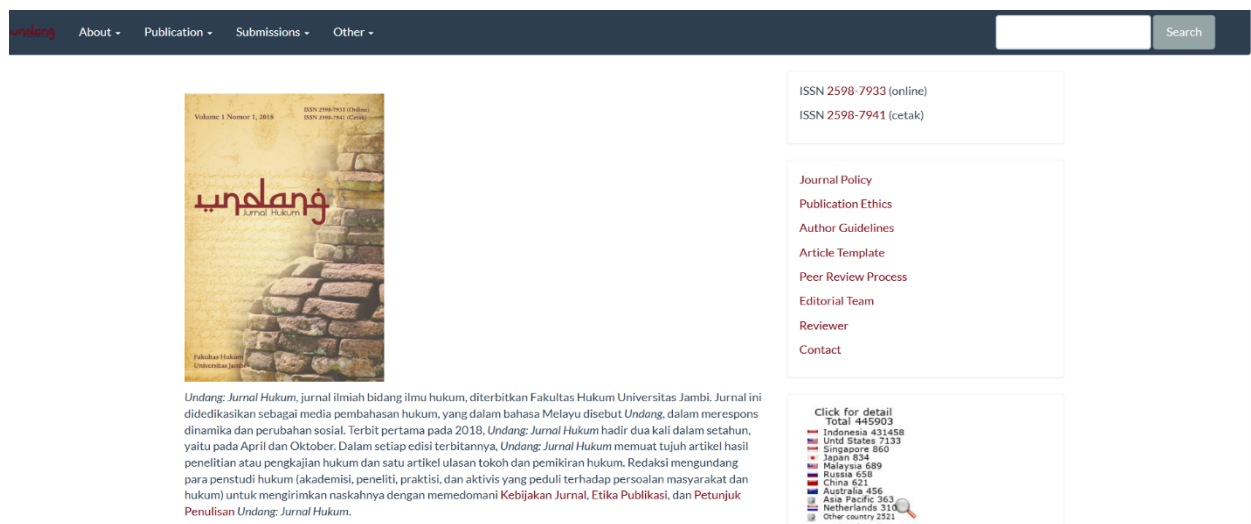 undang About Publication Submissions Other Search
Volume 1 Nomor 1, 2018
ISSN 2598-7933 (Online)
ISSN 2598-7941 (Cetak)
undang
Jurnal Hukum
Fakultas Hukum
Universitas Jambi
Undang: Jurnal Hukum, jurnal ilmiah bidang ilmu hukum, diterbitkan Fakultas Hukum Universitas Jambi. Jurnal ini
didedikasikan sebagai media pembahasan hukum, yang dalam bahasa Melayu disebut Undang, dalam merespons
dinamika dan perubahan sosial. Terbit pertama pada 2018, Undang: Jurnal Hukum hadir dua kali dalam setahun,
yaitu pada April dan Oktober. Dalam setiap edisi terbitannya, Undang: Jurnal Hukum memuat tujuh artikel hasil
penelitian atau pengkajian hukum dan satu artikel ulasan tokoh dan pemikiran hukum. Redaksi mengundang
para penstudi hukum (akademisi, peneliti, praktisi, dan aktivis yang peduli terhadap persoalan masyarakat dan
hukum) untuk mengirimkan naskahnya dengan memedomani Kebijakan Jurnal, Etika Publikasi, dan Petunjuk
Penulisan Undang: Jurnal Hukum.
ISSN 2598-7933 (online)
ISSN 2598-7941 (cetak)
Journal Policy
Publication Ethics
Author Guidelines
Article Template
Peer Review Process
Editorial Team
Reviewer
Contact
Click for detail
Total 445903
Indonesia 431458
Untd States 7133
Singapore 860
Japan 834
Malaysia 689
Russia 658
China 621
Australia 456
Asia Pacific 363
Netherlands 310
Other country 2521